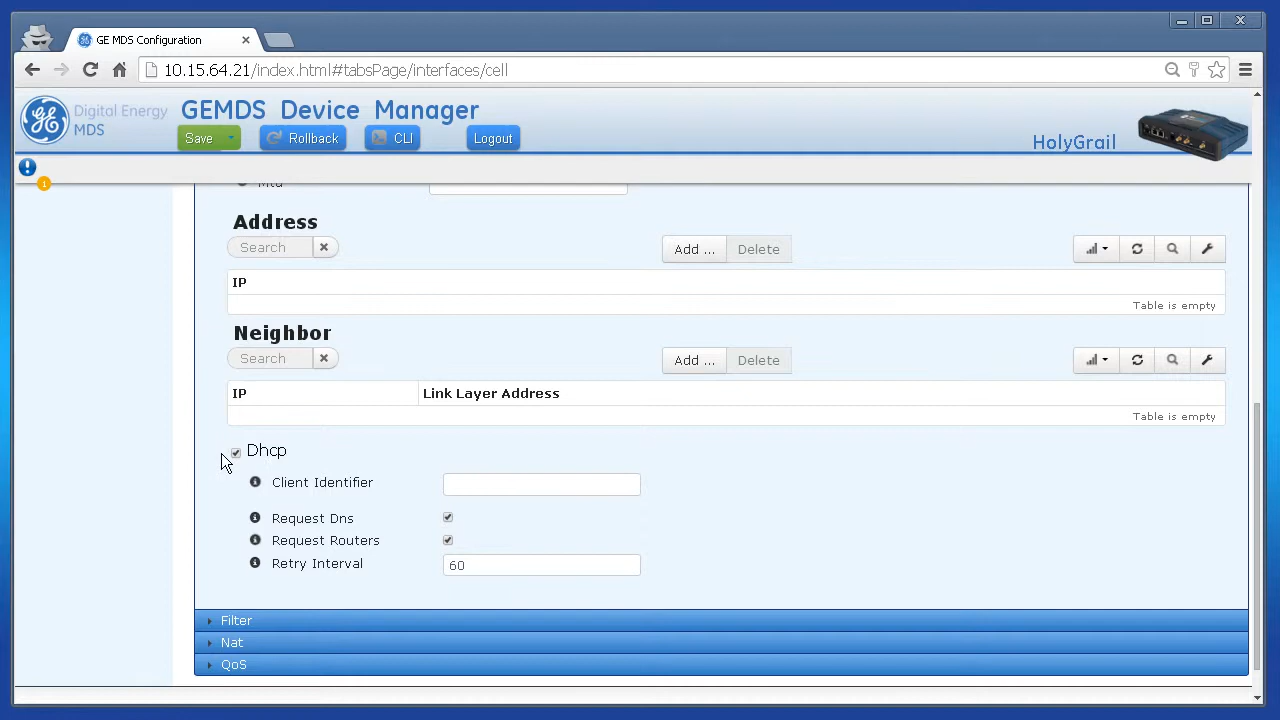 GE MDS Configuration
10.15.64.21/index.html#tabsPage/interfaces/cell
Digital Energy
MDS
GEMDS Device Manager
Save
Rollback
CLI
Logout
HolyGrail
1
Mtu
Address
Search
Add ...
Delete
IP
Table is empty
Neighbor
Search
Add ...
Delete
IP
Link Layer Address
Table is empty
Dhcp
Client Identifier
Request Dns
Request Routers
Retry Interval
60
Filter
Nat
QoS